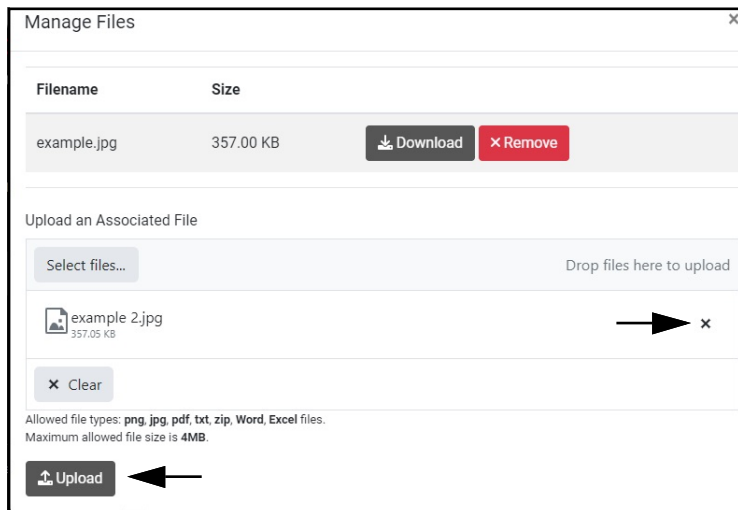 Manage Files
Filename Size
example.jpg 357.00 KB Download Remove
Upload an Associated File
Select files... Drop files here to upload
example 2.jpg
357.05 KB
Clear
Allowed file types: png, jpg, pdf, txt, zip, Word, Excel files.
Maximum allowed file size is 4MB.
Upload